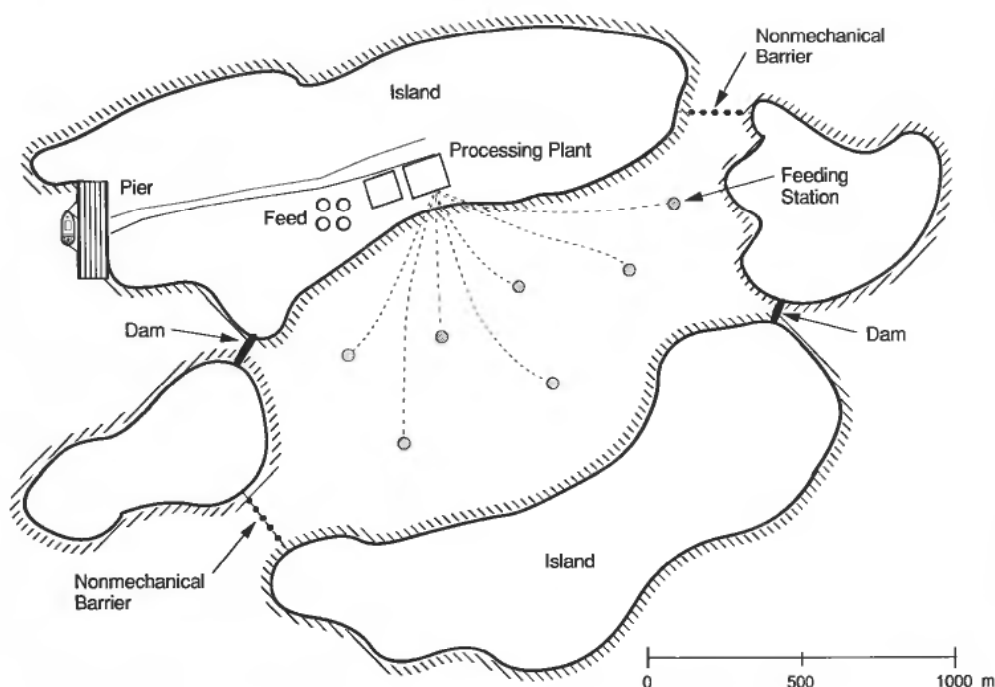 Nonmechanical
Barrier
Island
Processing Plant
Pier
Feeding
Station
Feed
Dam
Dam
Island
Nonmechanical
Barrier
0 500 1000 m